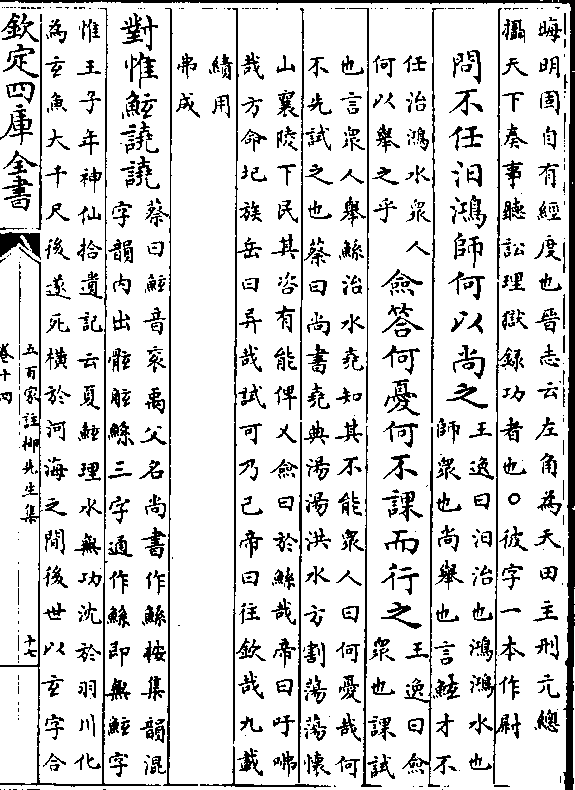 晦明固自有經度也晉志云左角為天田主刑亢總
攝天下奏事聽訟理獄錄功者也○彼字一本作尉
問不任汨鴻師何以尚之
王逸曰汨治也鴻鴻水也
師衆也尚舉也言鮌才不
任治鴻水衆人
何以舉之乎
僉答何憂何不課而行之
王逸曰僉
衆也課試
也言衆人舉鯀治水堯知其不能衆人曰何憂哉何
不先試之也蔡曰尚書堯典湯湯洪水方割蕩蕩懷
山襄陵下民其咨有能俾乂僉曰於鯀哉帝曰吁咈
哉方命圮族岳曰异哉試可乃已帝曰往欽哉九載
績用
弗成
對惟鮌譊譊
蔡曰鮌音衮禹父名尚書作鯀按集韻混
字韻内出骽䱎鯀三字通作鯀即無鮌字
惟王子年神仙拾遺記云夏鮌理水無功沈於羽川化
為玄魚大千尺後遂死橫於河海之間後世以玄字合
欽定四庫全書
五百家註柳先生集
卷十四
十七